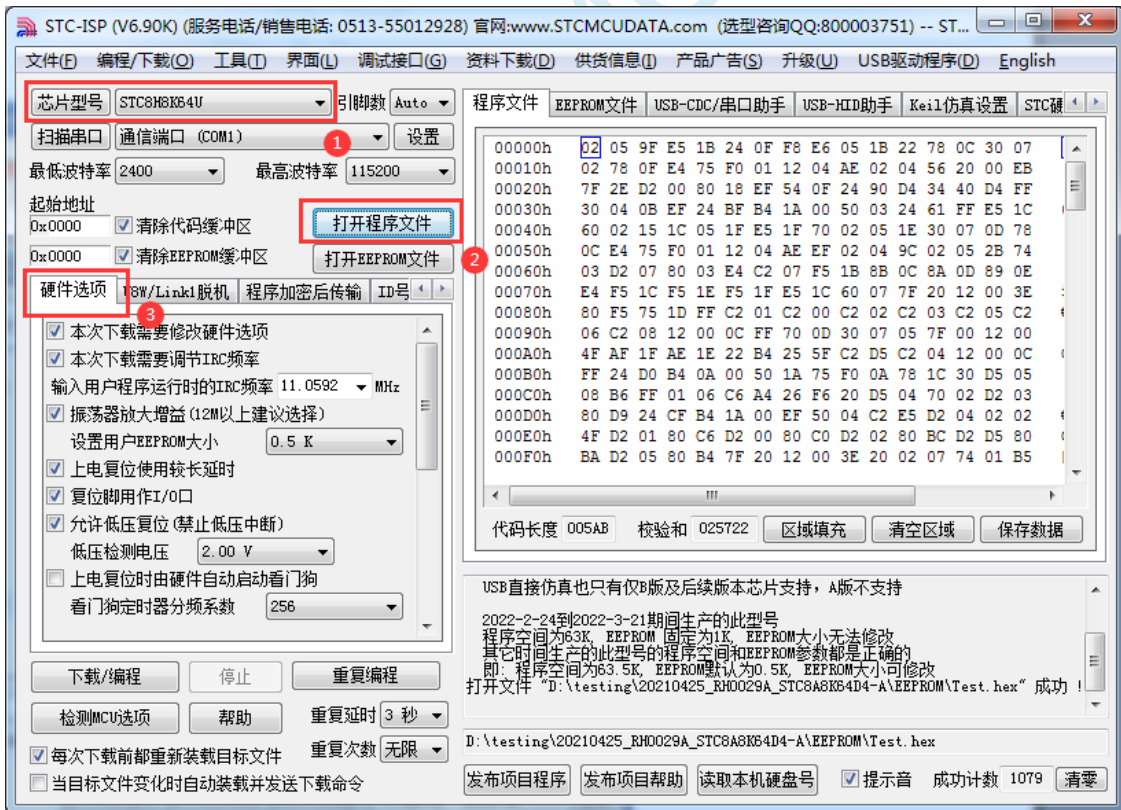 STC-ISP (V6.90K) (服务电话/销售电话: 0513-55012928) 官网:www.STCMCUDATA.com (选型咨询QQ:800003751) -- ST...
文件(F) 编程/下载(O) 工具(T) 界面(L) 调试接口(G) 资料下载(D) 供货信息(I) 产品广告(S) 升级(U) USB驱动程序(D) English
芯片型号 STC8H8K64U 引脚数 Auto
扫描串口 通信端口 (COM1) 设置
1
最低波特率 2400 最高波特率 115200
起始地址
0x0000 清除代码缓冲区 打开程序文件
0x0000 清除EEPROM缓冲区 打开EEPROM文件
2
硬件选项 U8W/Link1脱机 程序加密后传输 ID号
3
本次下载需要修改硬件选项
本次下载需要调节IRC频率
输入用户程序运行时的IRC频率 11.0592 MHz
振荡器放大增益(12M以上建议选择)
设置用户EEPROM大小 0.5 K
上电复位使用较长延时
复位脚用作I/O口
允许低压复位(禁止低压中断)
低压检测电压 2.00 V
上电复位时由硬件自动启动看门狗
看门狗定时器分频系数 256
下载/编程 停止 重复编程
检测MCU选项 帮助 重复延时 3 秒
每次下载前都重新装载目标文件 重复次数 无限
当目标文件变化时自动装载并发送下载命令
程序文件 EEPROM文件 USB-CDC/串口助手 USB-HID助手 Keil仿真设置 STC硬
00000h 02 05 9F E5 1B 24 0F F8 E6 05 1B 22 78 0C 30 07
00010h 02 78 0F E4 75 F0 01 12 04 AE 02 04 56 20 00 EB
00020h 7F 2E D2 00 80 18 EF 54 0F 24 90 D4 34 40 D4 FF
00030h 30 04 0B EF 24 BF B4 1A 00 50 03 24 61 FF E5 1C
00040h 60 02 15 1C 05 1F E5 1F 70 02 05 1E 30 07 0D 78
00050h 0C E4 75 F0 01 12 04 AE EF 02 04 9C 02 05 2B 74
00060h 03 D2 07 80 03 E4 C2 07 F5 1B 8B 0C 8A 0D 89 0E
00070h E4 F5 1C F5 1E F5 1F E5 1C 60 07 7F 20 12 00 3E
00080h 80 F5 75 1D FF C2 01 C2 00 C2 02 C2 03 C2 05 C2
00090h 06 C2 08 12 00 0C FF 70 0D 30 07 05 7F 00 12 00
000A0h 4F AF 1F AE 1E 22 B4 25 5F C2 D5 C2 04 12 00 0C
000B0h FF 24 D0 B4 0A 00 50 1A 75 F0 0A 78 1C 30 D5 05
000C0h 08 B6 FF 01 06 C6 A4 26 F6 20 D5 04 70 02 D2 03
000D0h 80 D9 24 CF B4 1A 00 EF 50 04 C2 E5 D2 04 02 02
000E0h 4F D2 01 80 C6 D2 00 80 C0 D2 02 80 BC D2 D5 80
000F0h BA D2 05 80 B4 7F 20 12 00 3E 20 02 07 74 01 B5
代码长度 005AB 校验和 025722 区域填充 清空区域 保存数据
USB直接仿真也只有仅B版及后续版本芯片支持，A版不支持
2022-2-24到2022-3-21期间生产的此型号
程序空间为63K, EEPROM 固定为1K, EEPROM大小无法修改
其它时间生产的此型号的程序空间和EEPROM参数都是正确的
即：程序空间为63.5K, EEPROM默认为0.5K, EEPROM大小可修改
打开文件 "D:\testing\20210425_RH0029A_STC8A8K64D4-A\EEPROM\Test.hex" 成功 !
D:\testing\20210425_RH0029A_STC8A8K64D4-A\EEPROM\Test.hex
发布项目程序 发布项目帮助 读取本机硬盘号 提示音 成功计数 1079 清零